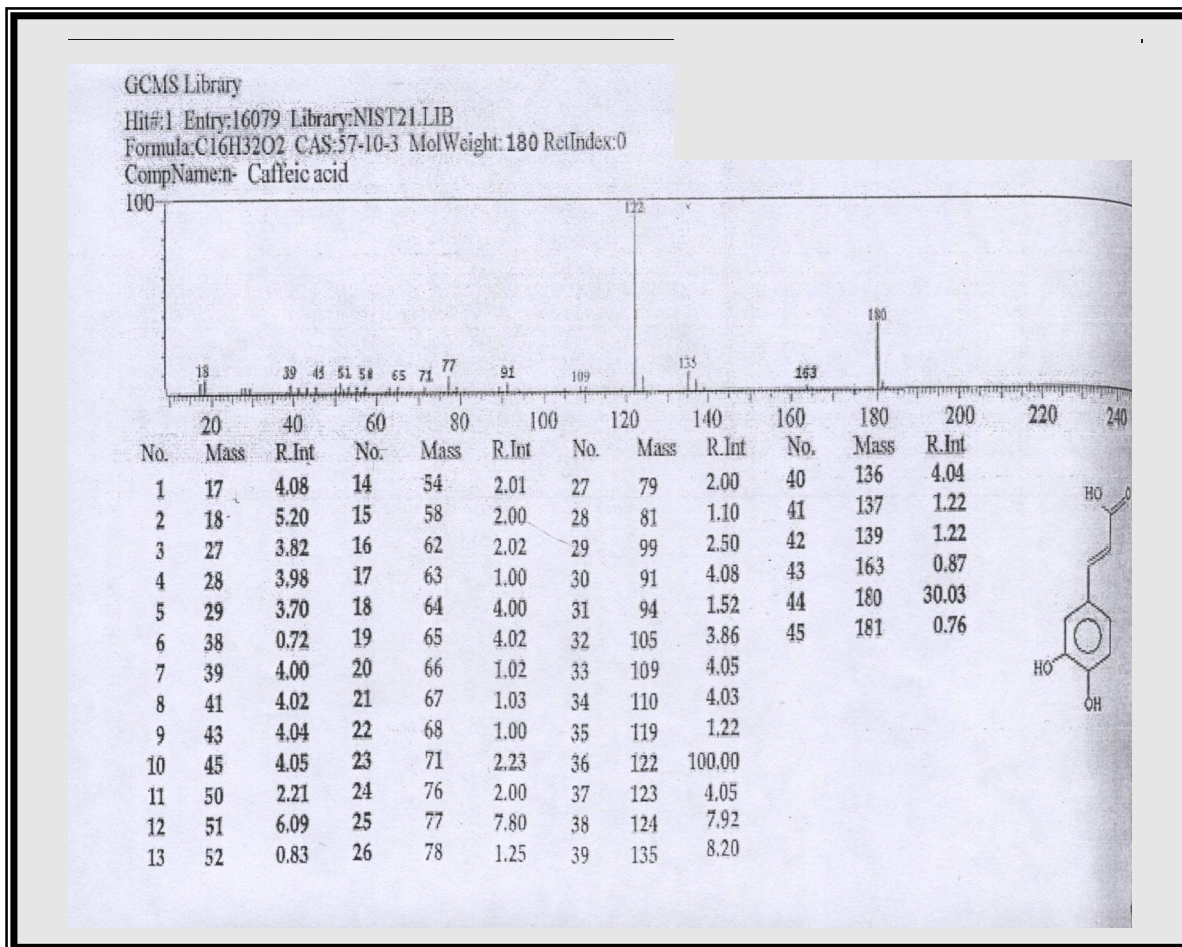 GCMS Library
Hit#:1 Entry:16079 Library:NIST21.LIB
Formula:C16H32O2 CAS:57-10-3 MolWeight:180 RetIndex:0
CompName:n- Caffeic acid
100
122
180
18 39 45 51 58 65 71 77 91 109 135 163
20 40 60 80 100 120 140 160 180 200 220 240
No. Mass R.Int No. Mass R.Int No. Mass R.Int No. Mass R.Int
1 17 4.08 14 54 2.01 27 79 2.00 40 136 4.04
2 18 5.20 15 58 2.00 28 81 1.10 41 137 1.22
3 27 3.82 16 62 2.02 29 99 2.50 42 139 1.22
4 28 3.98 17 63 1.00 30 91 4.08 43 163 0.87
5 29 3.70 18 64 4.00 31 94 1.52 44 180 30.03
6 38 0.72 19 65 4.02 32 105 3.86 45 181 0.76
7 39 4.00 20 66 1.02 33 109 4.05
8 41 4.02 21 67 1.03 34 110 4.03
9 43 4.04 22 68 1.00 35 119 1.22
10 45 4.05 23 71 2.23 36 122 100.00
11 50 2.21 24 76 2.00 37 123 4.05
12 51 6.09 25 77 7.80 38 124 7.92
13 52 0.83 26 78 1.25 39 135 8.20
HO O
HO
OH